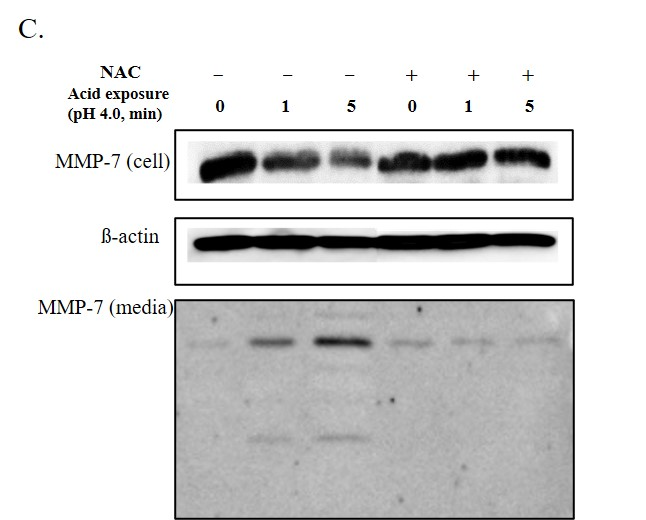 C.
NAC – – – + + +
Acid exposure
(pH 4.0, min) 0 1 5 0 1 5
MMP-7 (cell)
ß-actin
MMP-7 (media)